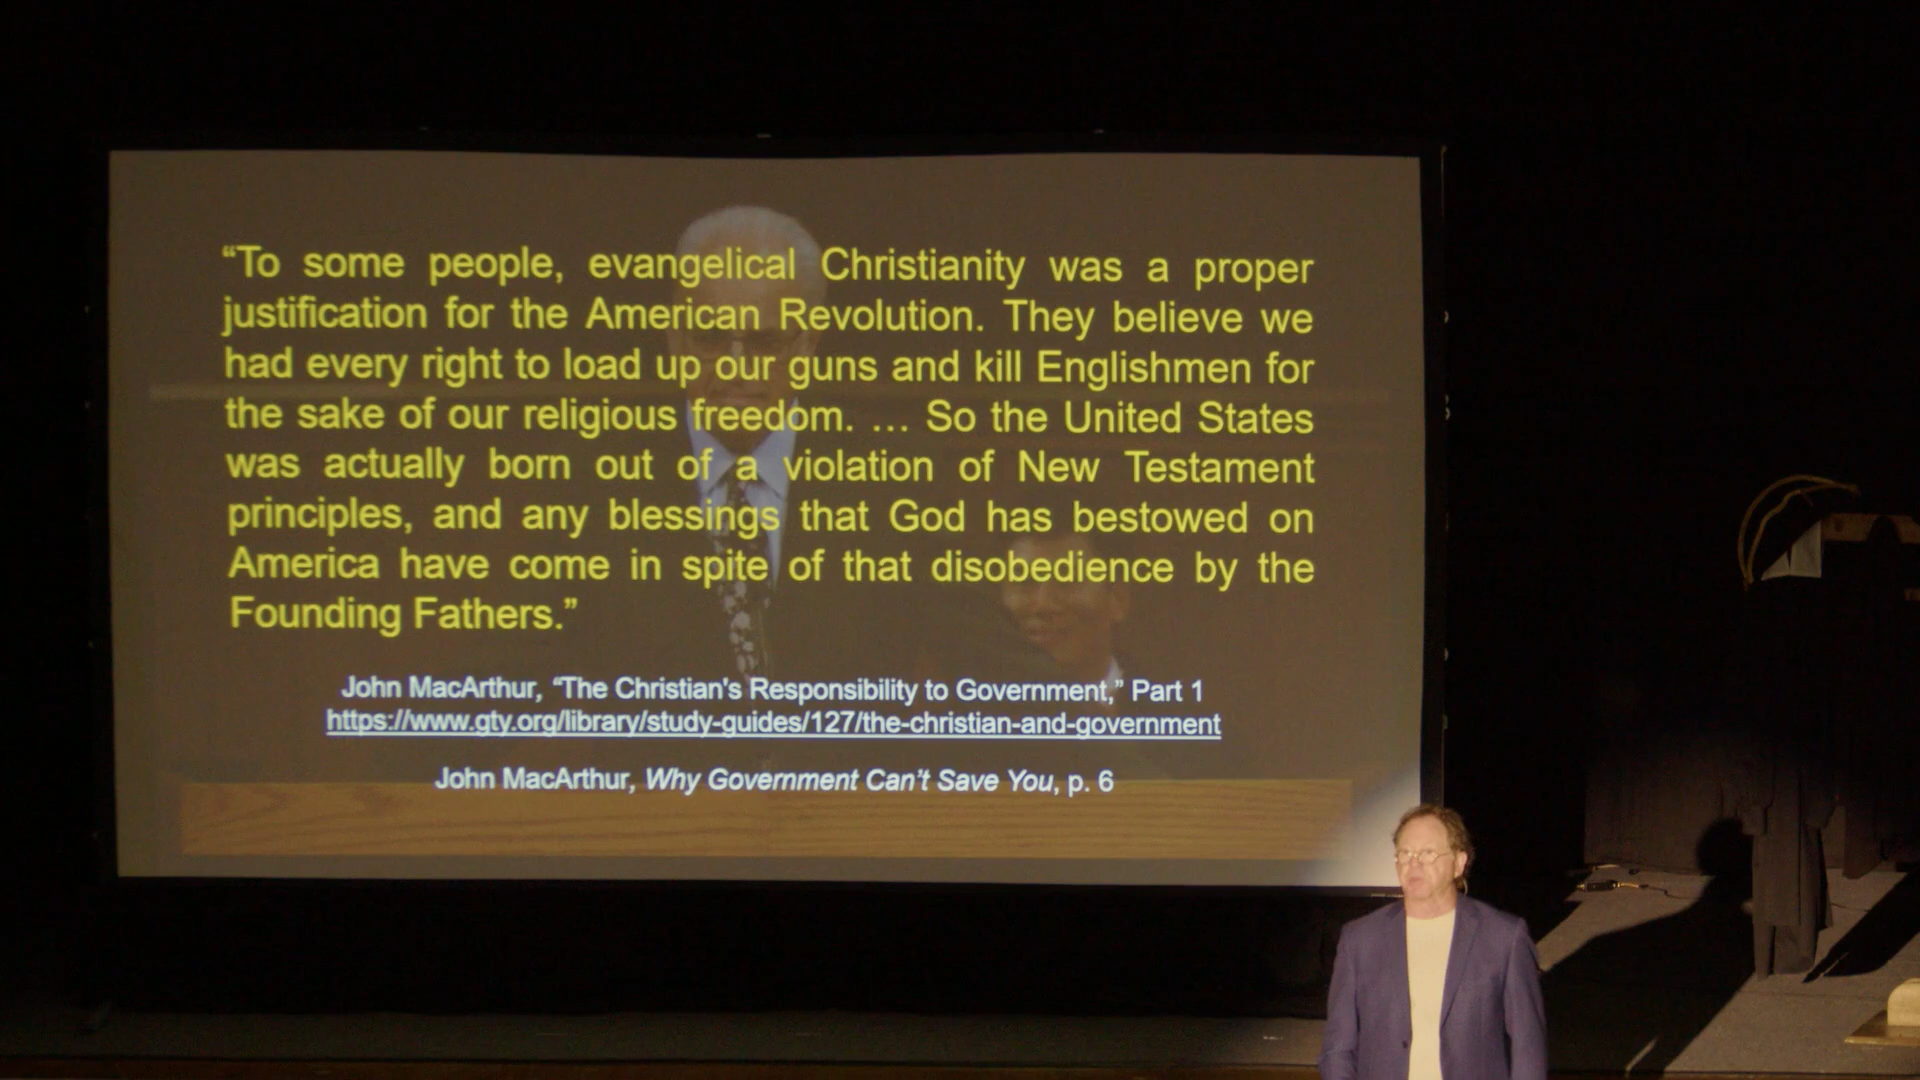 “To some people, evangelical Christianity was a proper
justification for the American Revolution. They believe we
had every right to load up our guns and kill Englishmen for
the sake of our religious freedom. … So the United States
was actually born out of a violation of New Testament
principles, and any blessings that God has bestowed on
America have come in spite of that disobedience by the
Founding Fathers.”
John MacArthur, “The Christian's Responsibility to Government,” Part 1
https://www.gty.org/library/study-guides/127/the-christian-and-government
John MacArthur, Why Government Can't Save You, p. 6